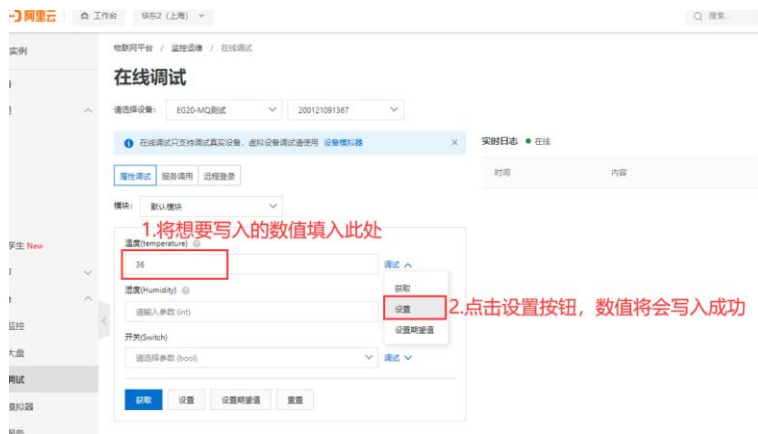 阿里云
工作台
华东2（上海）
搜索...
实例
物联网平台 / 监控运维 / 在线调试
在线调试
请选择设备：
EG20-MQ测试
200121091367
在线调试只支持调试真实设备，虚拟设备调试请使用 设备模拟器
实时日志
在线
时间
内容
属性调试
服务调用
远程登录
模块：
默认模块
1.将想要写入的数值填入此处
孪生 New
温度(temperature)
36
调试
湿度(Humidity)
获取
请输入参数 (int)
设置
2.点击设置按钮，数值将会写入成功
设置期望值
监控
开关(Switch)
大盘
请选择参数 (bool)
调试
调试
获取
设置
设置期望值
重置
模拟器